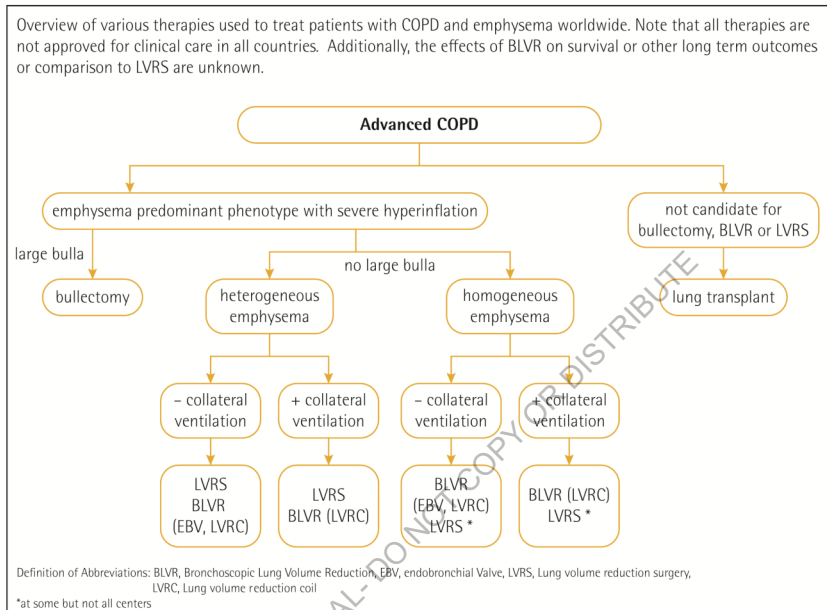 Overview of various therapies used to treat patients with COPD and emphysema worldwide. Note that all therapies are
not approved for clinical care in all countries.  Additionally, the effects of BLVR on survival or other long term outcomes
or comparison to LVRS are unknown.
Advanced COPD
emphysema predominant phenotype with severe hyperinflation
not candidate for
bullectomy, BLVR or LVRS
large bulla
no large bulla
bullectomy
heterogeneous
emphysema
homogeneous
emphysema
lung transplant
– collateral
ventilation
+ collateral
ventilation
– collateral
ventilation
+ collateral
ventilation
LVRS
BLVR
(EBV, LVRC)
LVRS
BLVR (LVRC)
BLVR
(EBV, LVRC)
LVRS *
BLVR (LVRC)
LVRS *
Definition of Abbreviations: BLVR, Bronchoscopic Lung Volume Reduction, EBV, endobronchial Valve, LVRS, Lung volume reduction surgery,
LVRC, Lung volume reduction coil
*at some but not all centers
AL- DO NOT COPY OR DISTRIBUTE